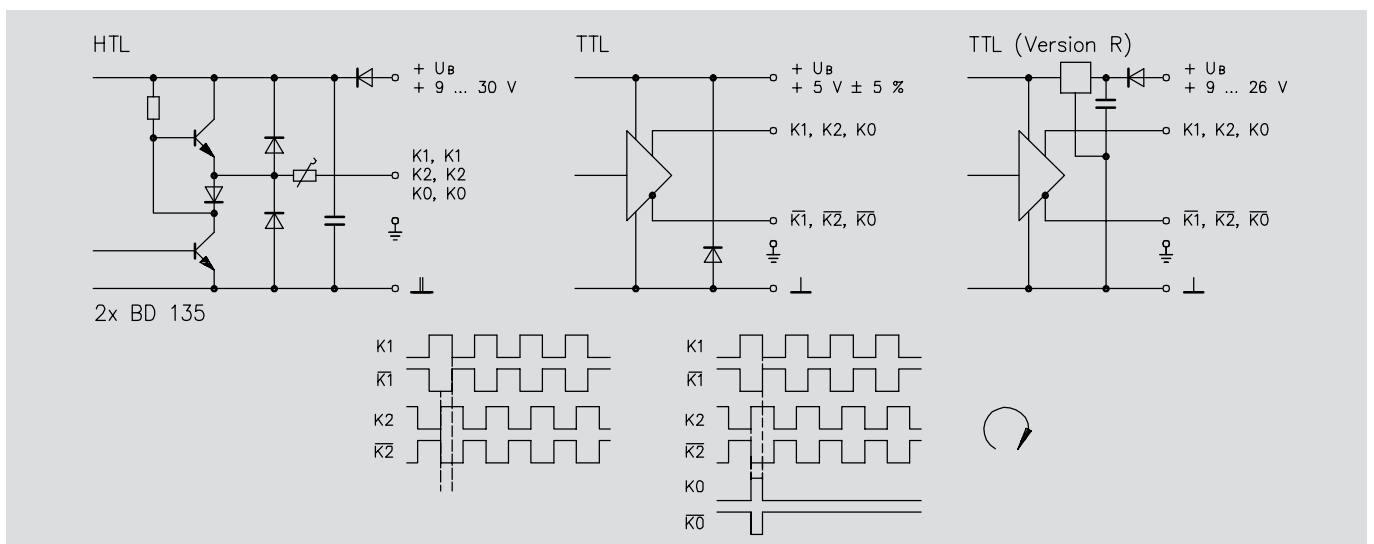 HTL
+ UB
+ 9 ... 30 V
K1, K1
K2, K2
K0, K0
2x BD 135
TTL
+ UB
+ 5 V ± 5 %
K1, K2, K0
K̅1̅, K̅2̅, K̅0̅
TTL (Version R)
+ UB
+ 9 ... 26 V
K1, K2, K0
K̅1̅, K̅2̅, K̅0̅
K1
K̅1̅
K2
K̅2̅
K1
K̅1̅
K2
K̅2̅
K0
K̅0̅